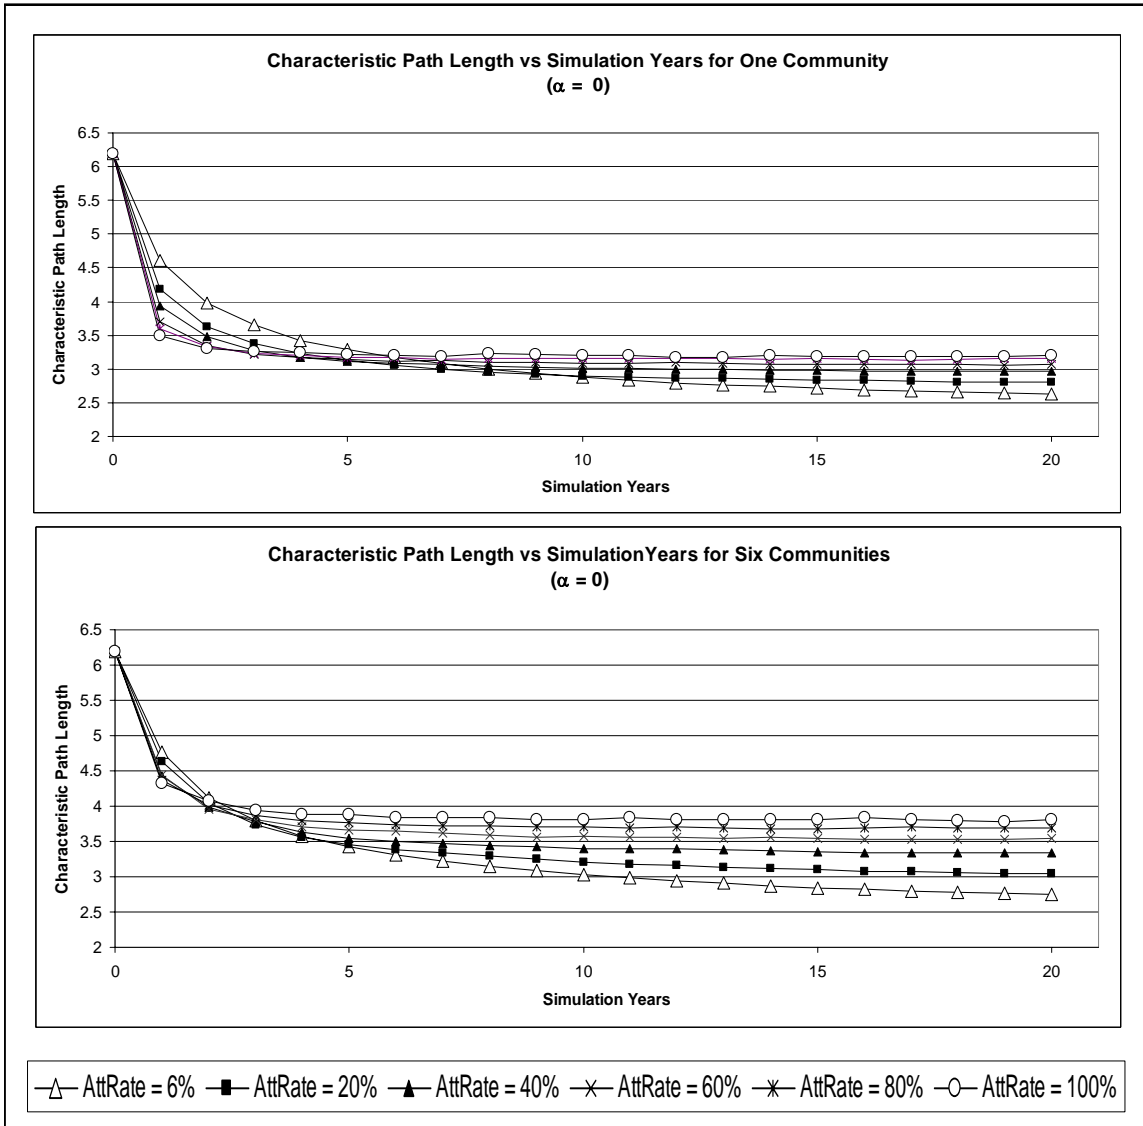 Characteristic Path Length vs Simulation Years for One Community
(α = 0)
6.5
6
5.5
5
4.5
4
3.5
3
2.5
2
Characteristic Path Length
0 5 10 15 20
Simulation Years
Characteristic Path Length vs SimulationYears for Six Communities
(α = 0)
6.5
6
5.5
5
4.5
4
3.5
3
2.5
2
Characteristic Path Length
0 5 10 15 20
Simulation Years
AttRate = 6% AttRate = 20% AttRate = 40% AttRate = 60% AttRate = 80% AttRate = 100%